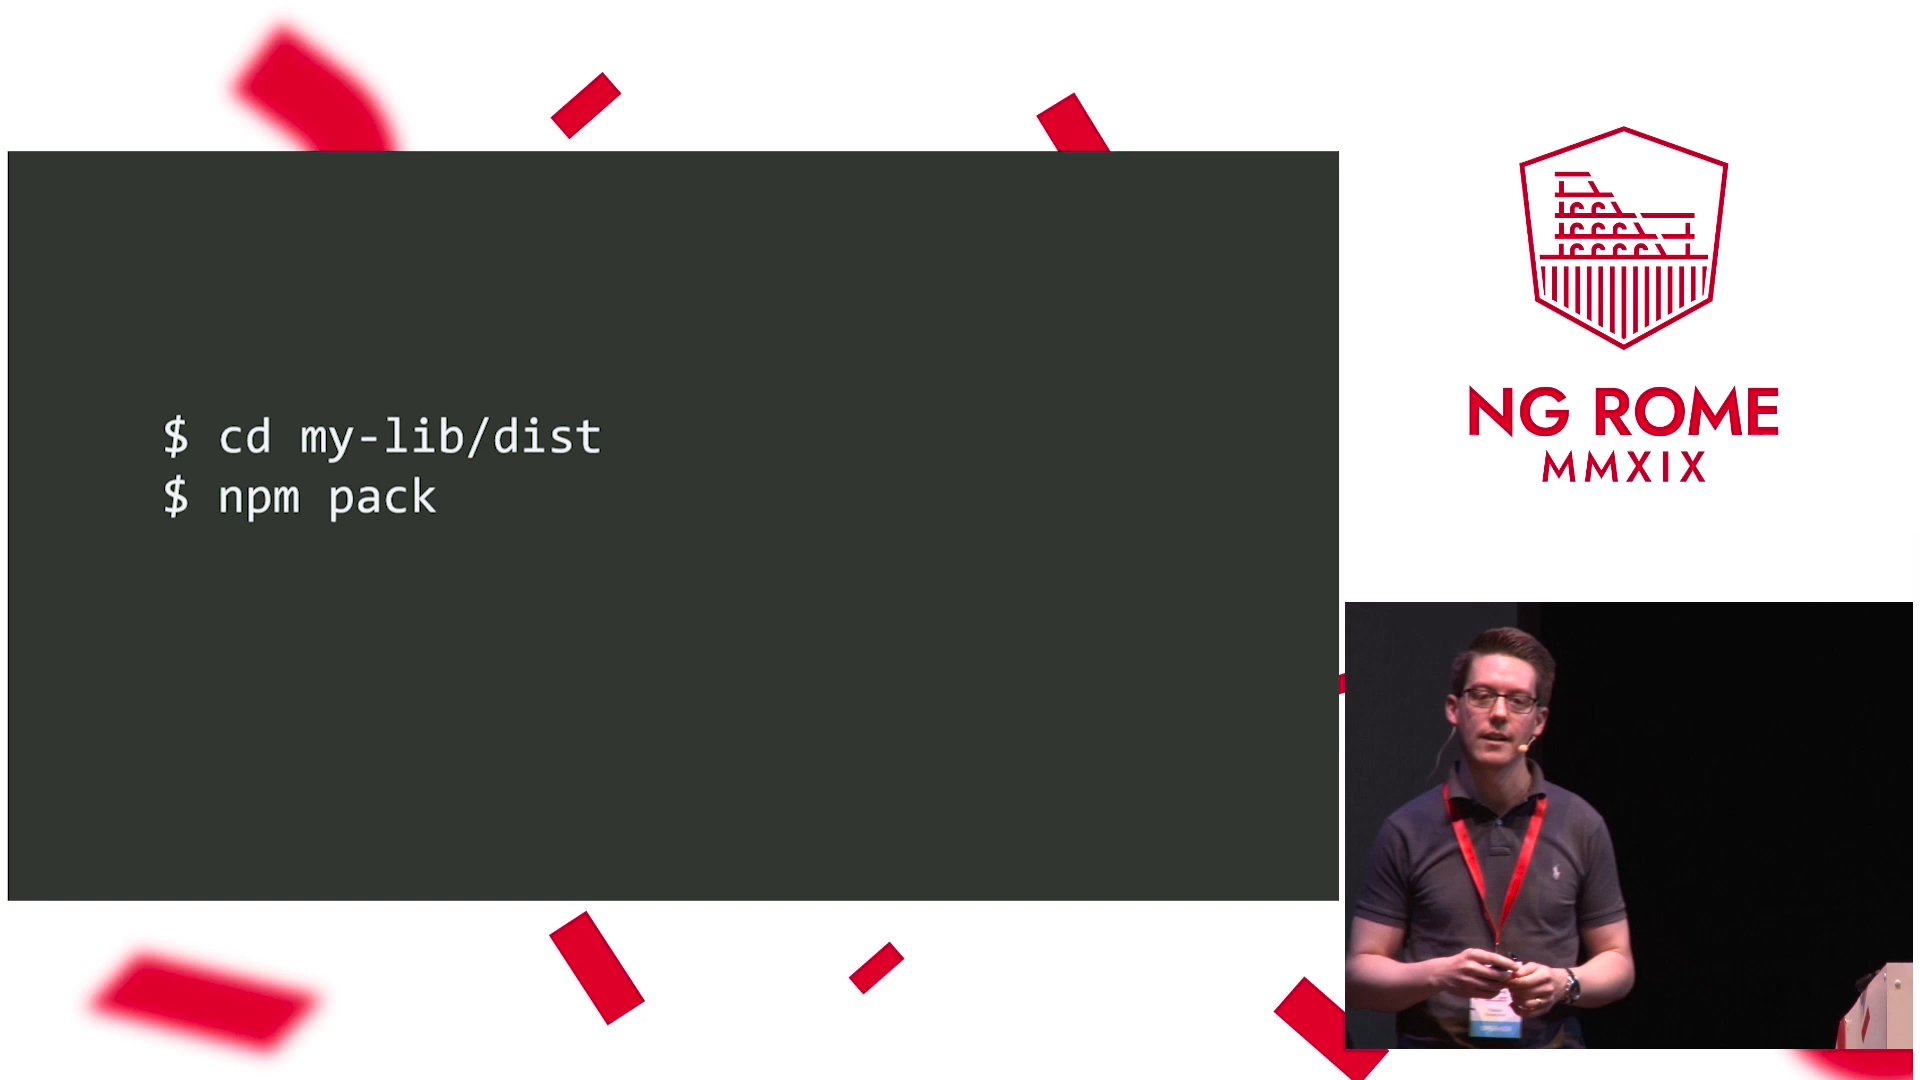 $ cd my-lib/dist
$ npm pack
NG ROME
MMXIX